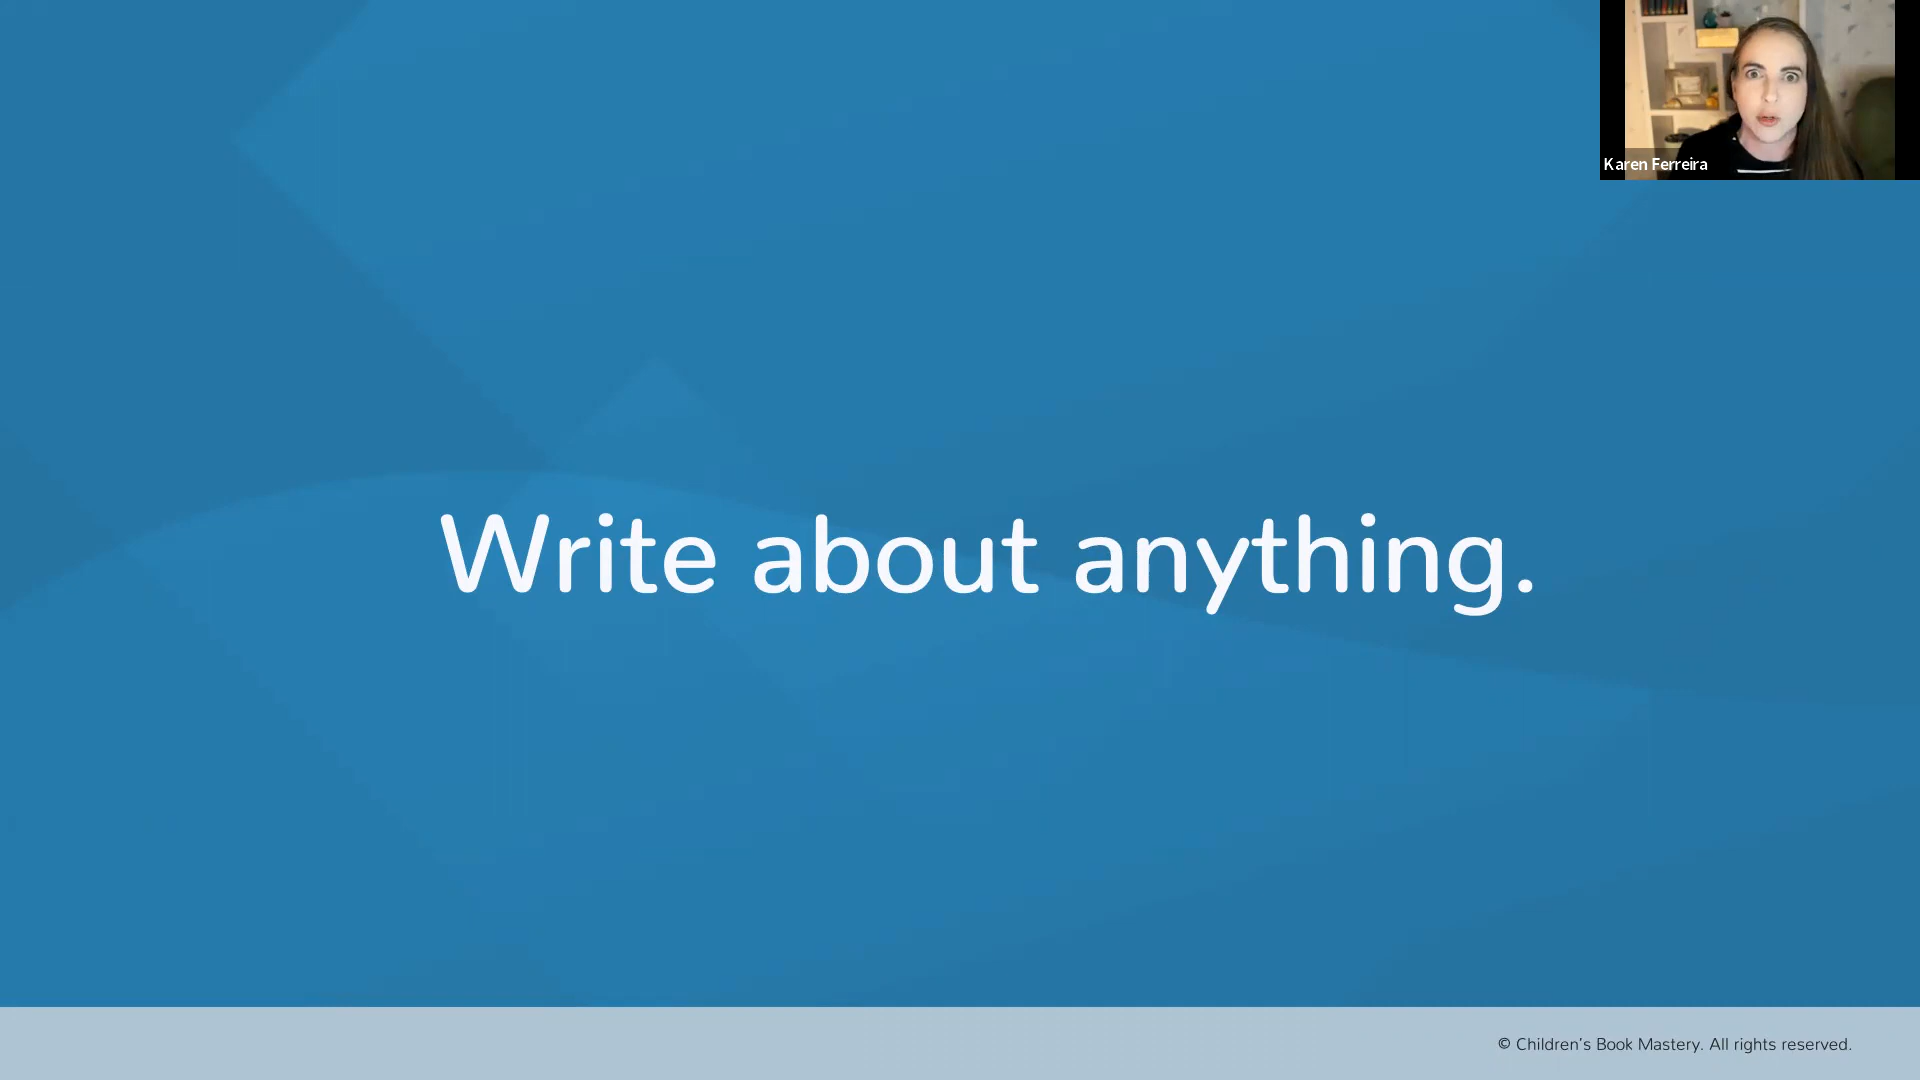 Karen Ferreira
Write about anything.
© Children's Book Mastery. All rights reserved.